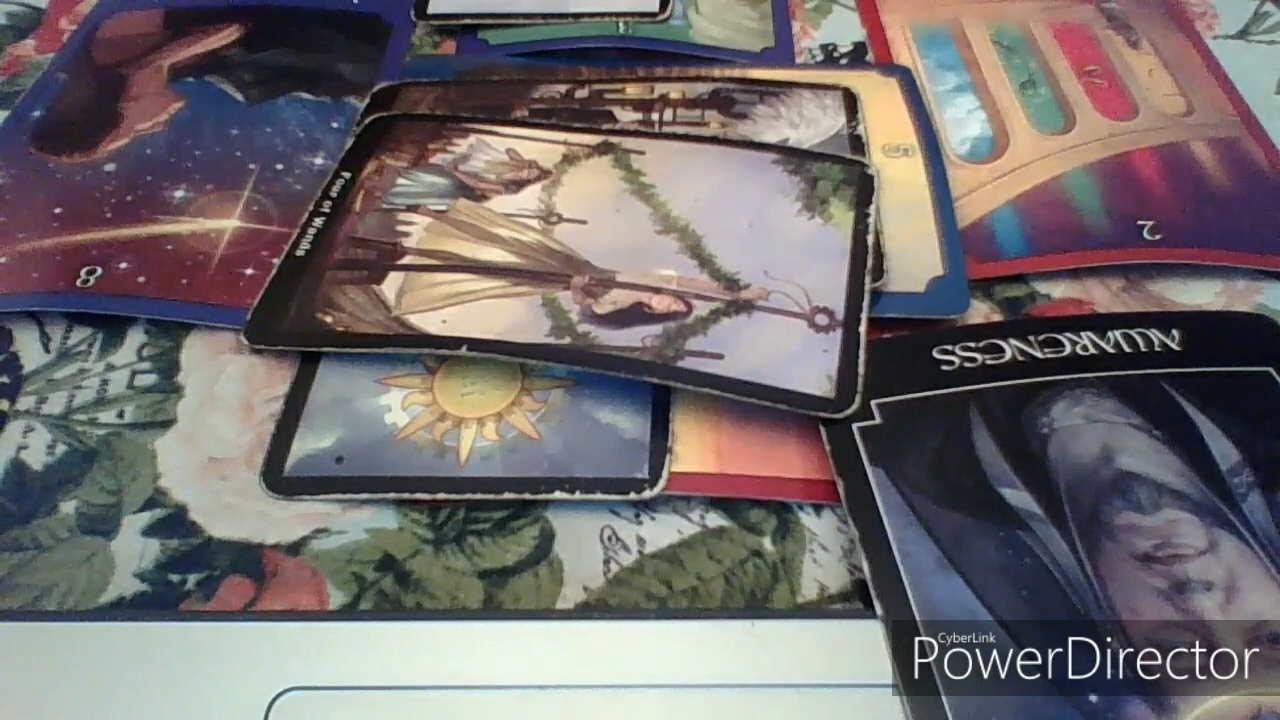 5
2
8
Four of Wands
AWARENESS
CyberLink
PowerDirector